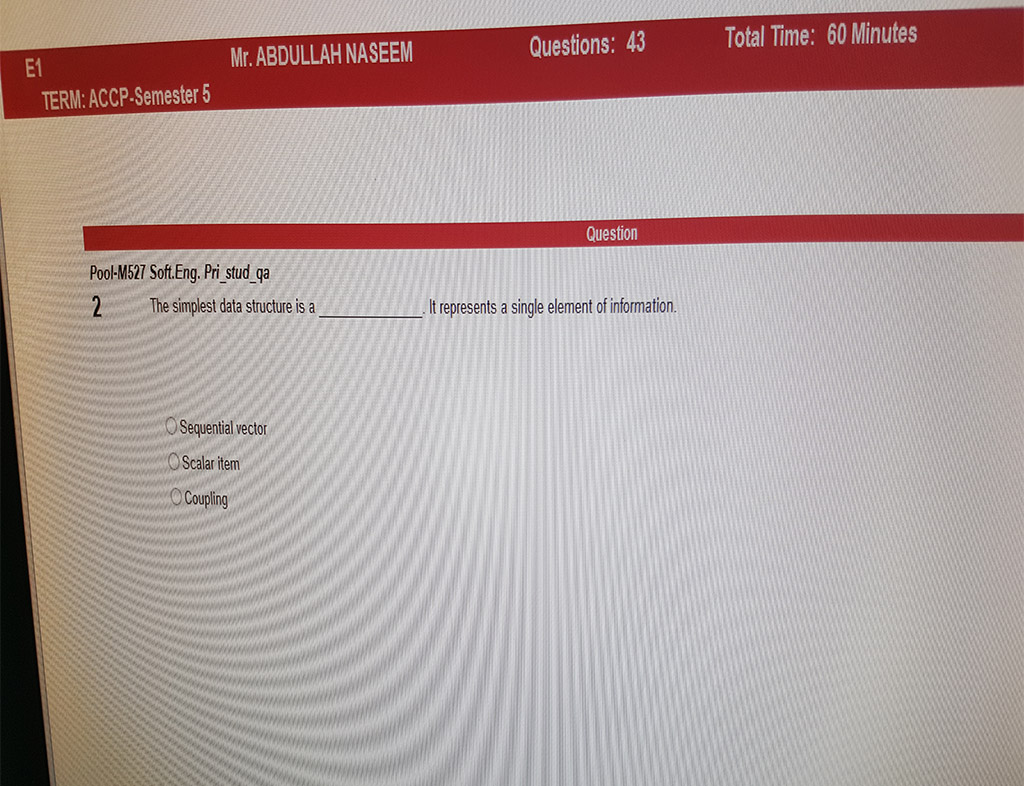 E1 Mr. ABDULLAH NASEEM Questions: 43 Total Time: 60 Minutes
TERM: ACCP-Semester 5
Question
Pool-M527 Soft.Eng. Pri_stud_qa
2 The simplest data structure is a ____________. It represents a single element of information.
Sequential vector
Scalar item
Coupling